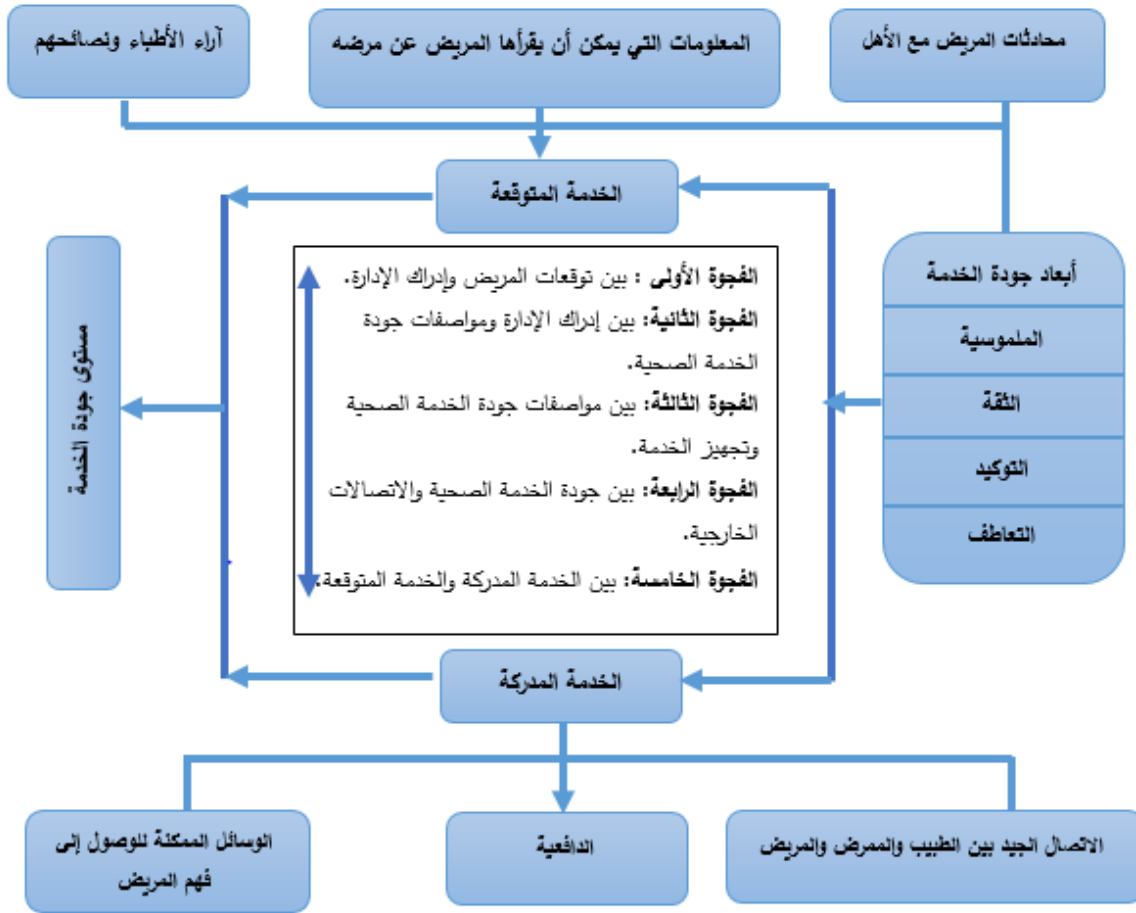 محادثات المريض مع الأهل
المعلومات التي يمكن أن يقرأها المريض عن مرضه
آراء الأطباء ونصائحهم
الخدمة المتوقعة
أبعاد جودة الخدمة
الملموسية
الثقة
التوكيد
التعاطف
الفجوة الأولى : بين توقعات المريض وإدراك الإدارة.
الفجوة الثانية: بين إدراك الإدارة ومواصفات جودة
الخدمة الصحية.
الفجوة الثالثة: بين مواصفات جودة الخدمة الصحية
وتجهيز الخدمة.
الفجوة الرابعة: بين جودة الخدمة الصحية والاتصالات
الخارجية.
الفجوة الخامسة: بين الخدمة المدركة والخدمة المتوقعة.
مستوى جودة الخدمة
الخدمة المدركة
الاتصال الجيد بين الطبيب والممرض والمريض
الدافعية
الوسائل الممكنة للوصول إلى
فهم المريض